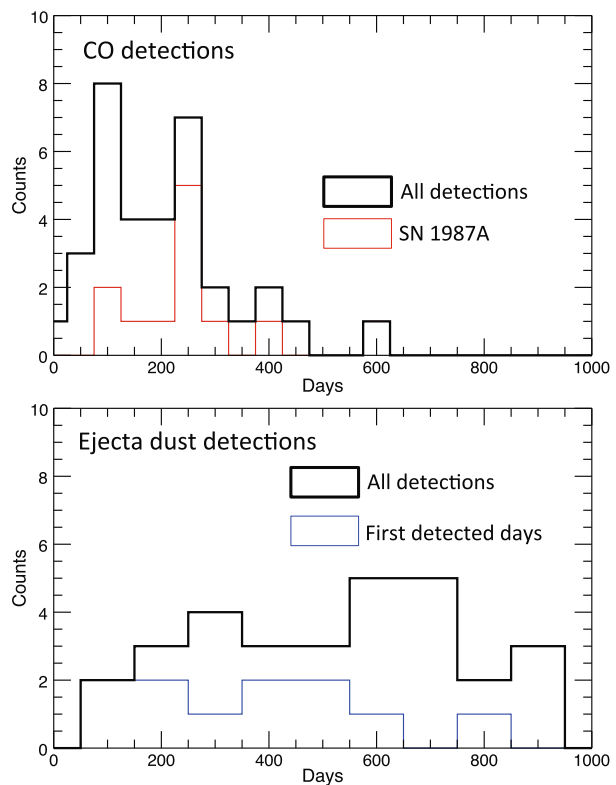 10
CO detections
8
6
All detections
Counts
4
SN 1987A
2
0
0 200 400 600 800 1000
Days
10
Ejecta dust detections
8
All detections
First detected days
6
Counts
4
2
0
0 200 400 600 800 1000
Days